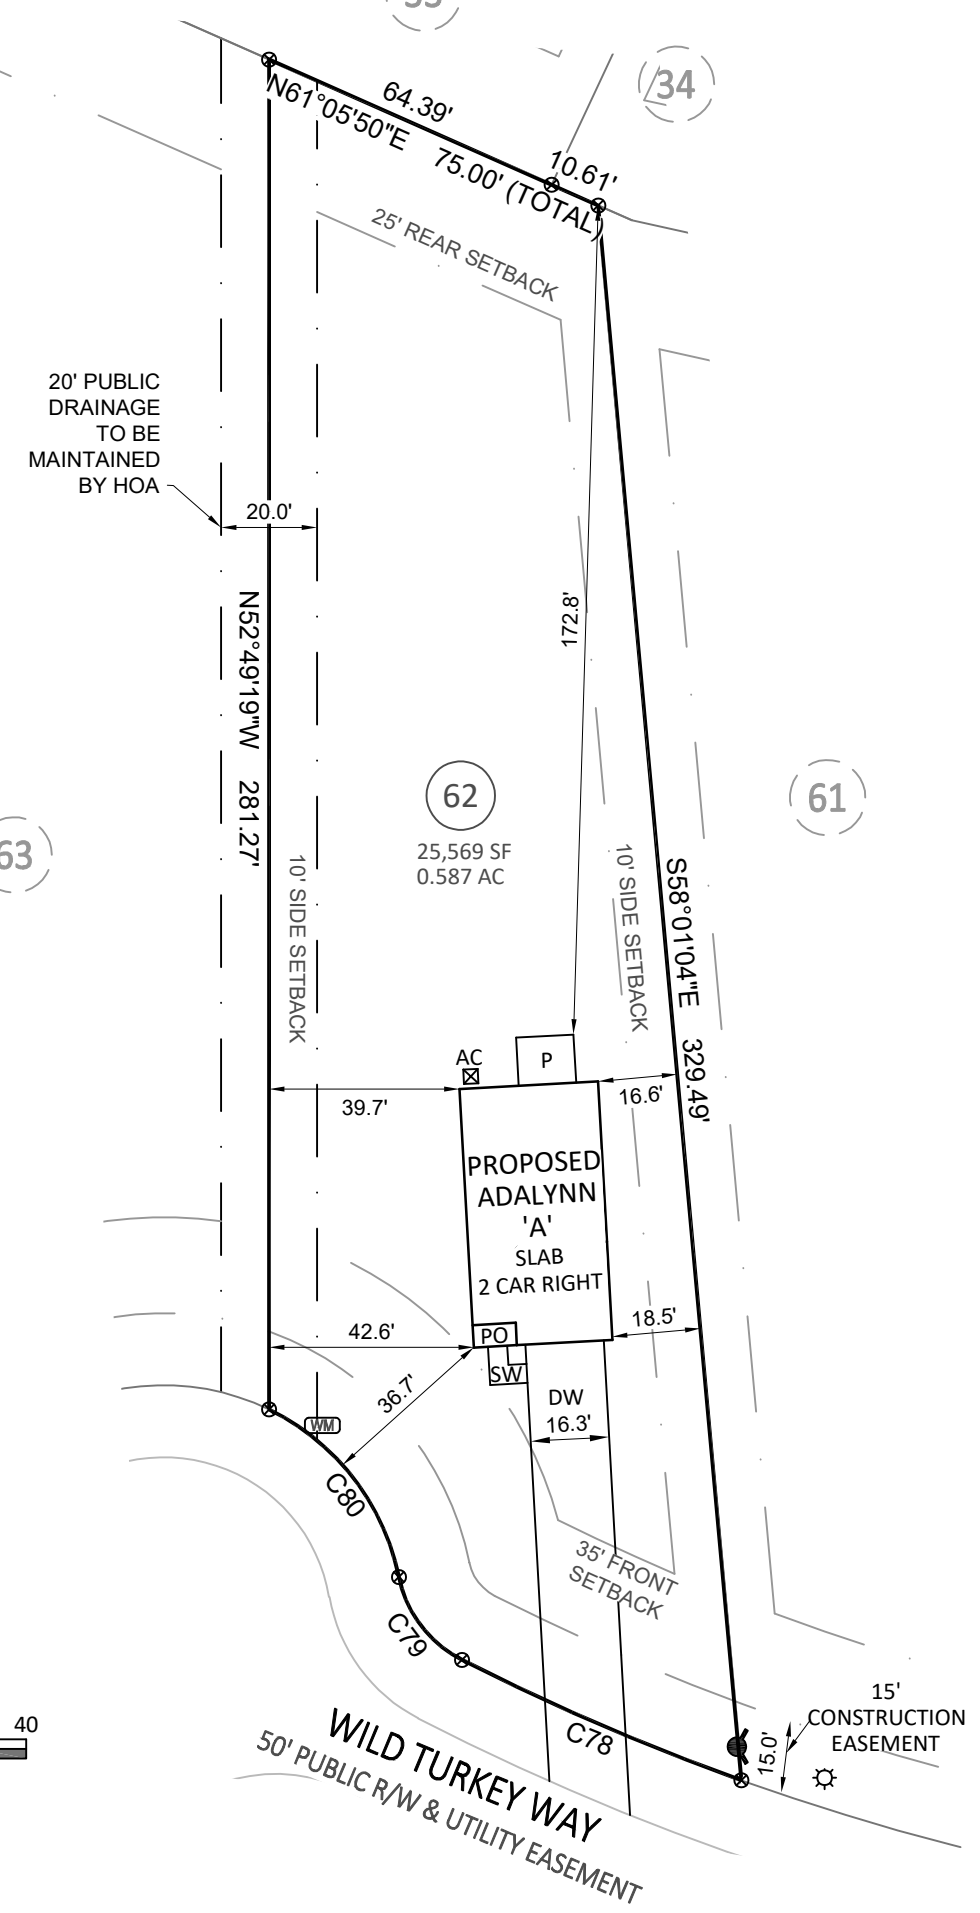 34
64.39'
10.61'
N61°05'50"E 75.00' (TOTAL)
25' REAR SETBACK
20' PUBLIC
DRAINAGE
TO BE
MAINTAINED
BY HOA
20.0'
172.8'
N52°49'19"W 281.27'
62
25,569 SF
0.587 AC
61
63
10' SIDE SETBACK
10' SIDE SETBACK
S58°01'04"E 329.49'
AC
P
39.7'
16.6'
PROPOSED
ADALYNN
'A'
SLAB
2 CAR RIGHT
42.6'
PO
18.5'
SW
36.7'
DW
16.3'
WM
C80
35' FRONT
SETBACK
C79
C78
15'
CONSTRUCTION
EASEMENT
15.0'
40
WILD TURKEY WAY
50' PUBLIC R/W & UTILITY EASEMENT